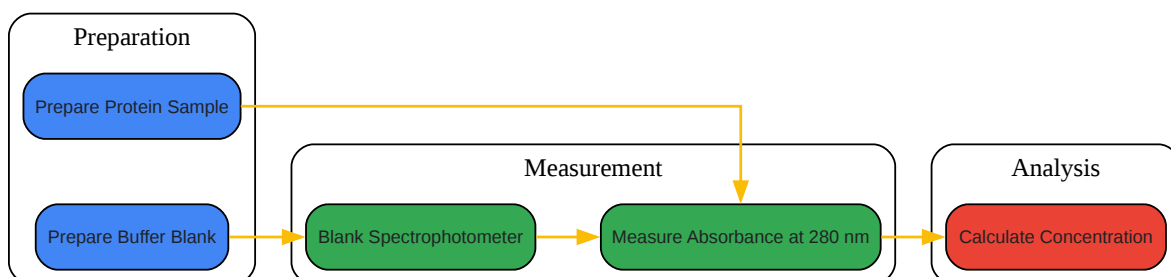 Preparation
Prepare Protein Sample
Measurement
Analysis
Prepare Buffer Blank
Blank Spectrophotometer
Measure Absorbance at 280 nm
Calculate Concentration